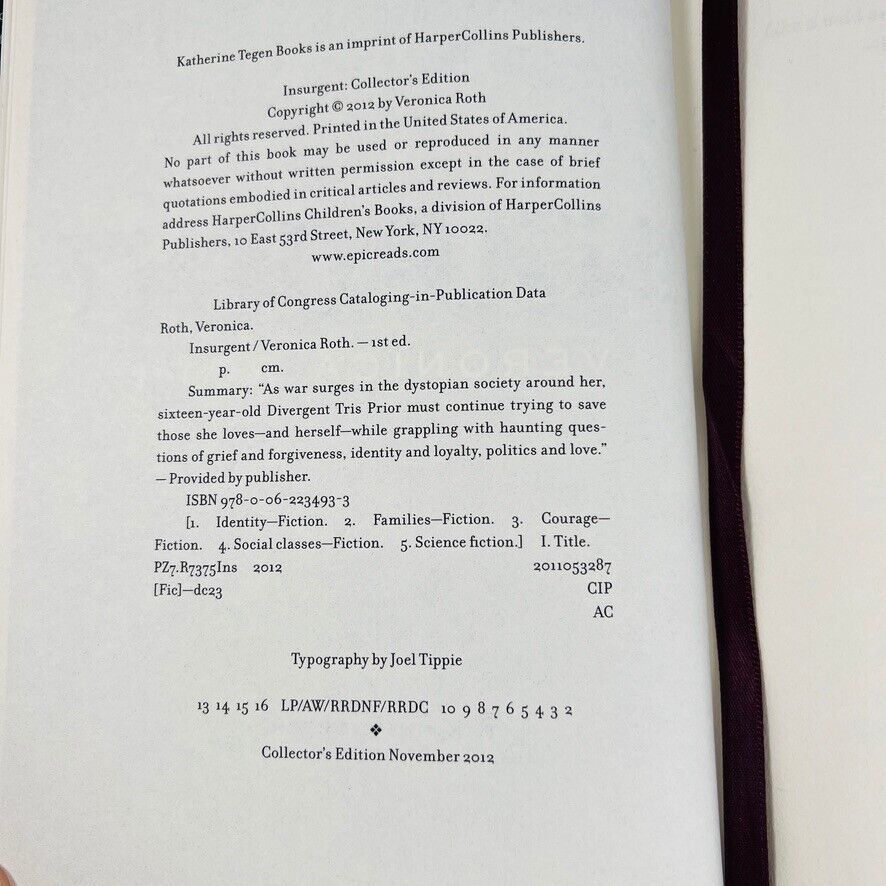 Katherine Tegen Books is an imprint of HarperCollins Publishers.
Insurgent: Collector's Edition
Copyright © 2012 by Veronica Roth
All rights reserved. Printed in the United States of America.
No part of this book may be used or reproduced in any manner
whatsoever without written permission except in the case of brief
quotations embodied in critical articles and reviews. For information
address HarperCollins Children's Books, a division of HarperCollins
Publishers, 10 East 53rd Street, New York, NY 10022.
www.epicreads.com
Library of Congress Cataloging-in-Publication Data
Roth, Veronica.
Insurgent / Veronica Roth. — 1st ed.
p. cm.
Summary: “As war surges in the dystopian society around her,
sixteen-year-old Divergent Tris Prior must continue trying to save
those she loves—and herself—while grappling with haunting ques-
tions of grief and forgiveness, identity and loyalty, politics and love.”
— Provided by publisher.
ISBN 978-0-06-223493-3
[1. Identity—Fiction. 2. Families—Fiction. 3. Courage—
Fiction. 4. Social classes—Fiction. 5. Science fiction.] I. Title.
PZ7.R7375Ins 2012 2011053287
[Fic]—dc23 CIP
AC
Typography by Joel Tippie
13 14 15 16 LP/AW/RRDNF/RRDC 10 9 8 7 6 5 4 3 2
❖
Collector's Edition November 2012